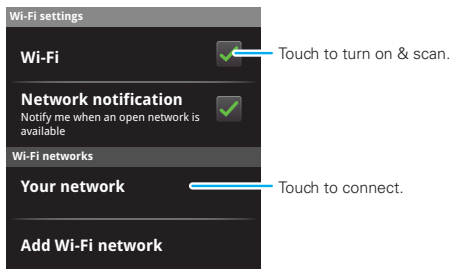 Wi-Fi settings
Wi-Fi
Touch to turn on & scan.
Network notification
Notify me when an open network is
available
Wi-Fi networks
Your network
Touch to connect.
Add Wi-Fi network